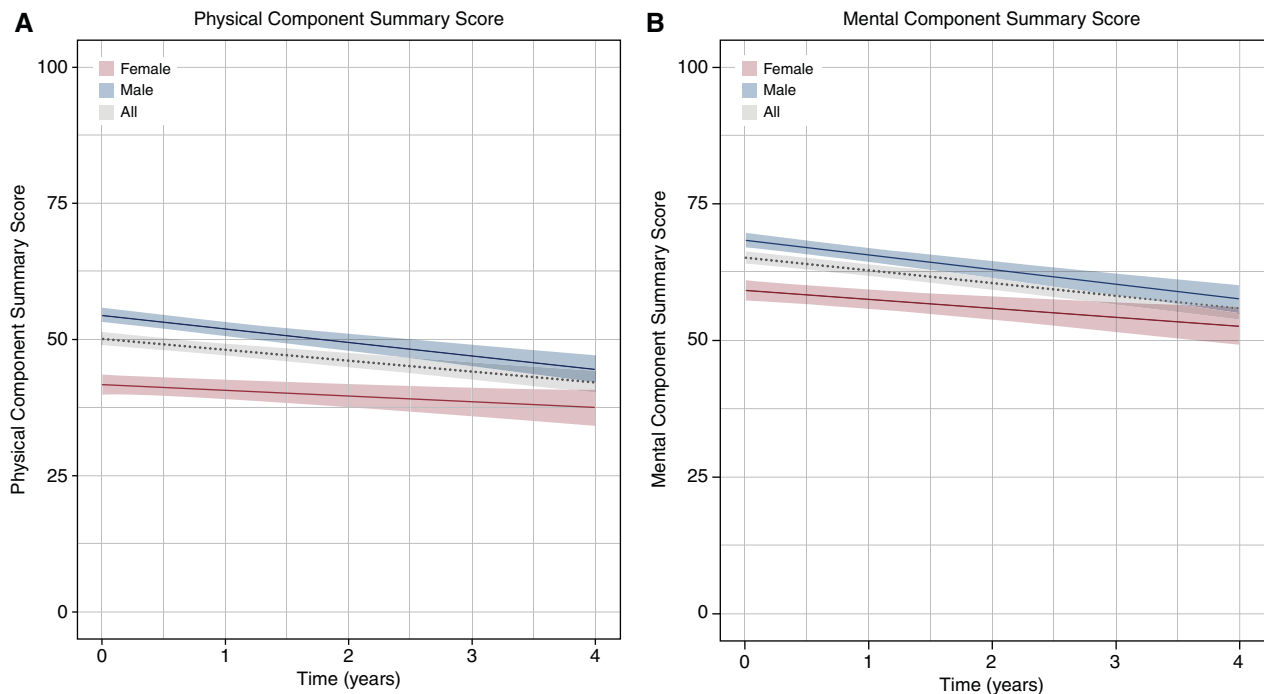 A
Physical Component Summary Score
Physical Component Summary Score
100
75
50
25
0
Female
Male
All
0 1 2 3 4
Time (years)
B
Mental Component Summary Score
Mental Component Summary Score
100
75
50
25
0
Female
Male
All
0 1 2 3 4
Time (years)